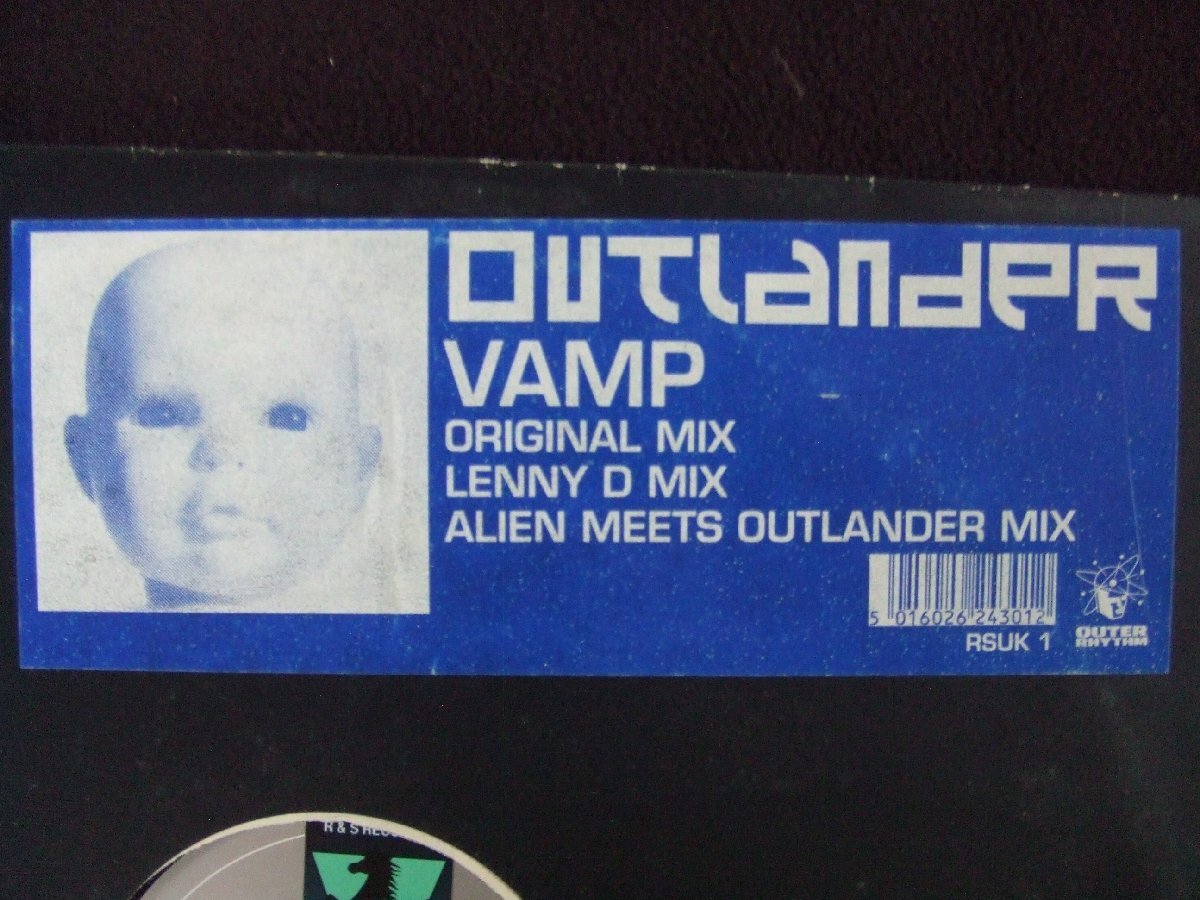 OUTLANDER
VAMP
ORIGINAL MIX
LENNY D MIX
ALIEN MEETS OUTLANDER MIX
5 016026 243012
RSUK 1
OUTER
RHYTHM
R & S